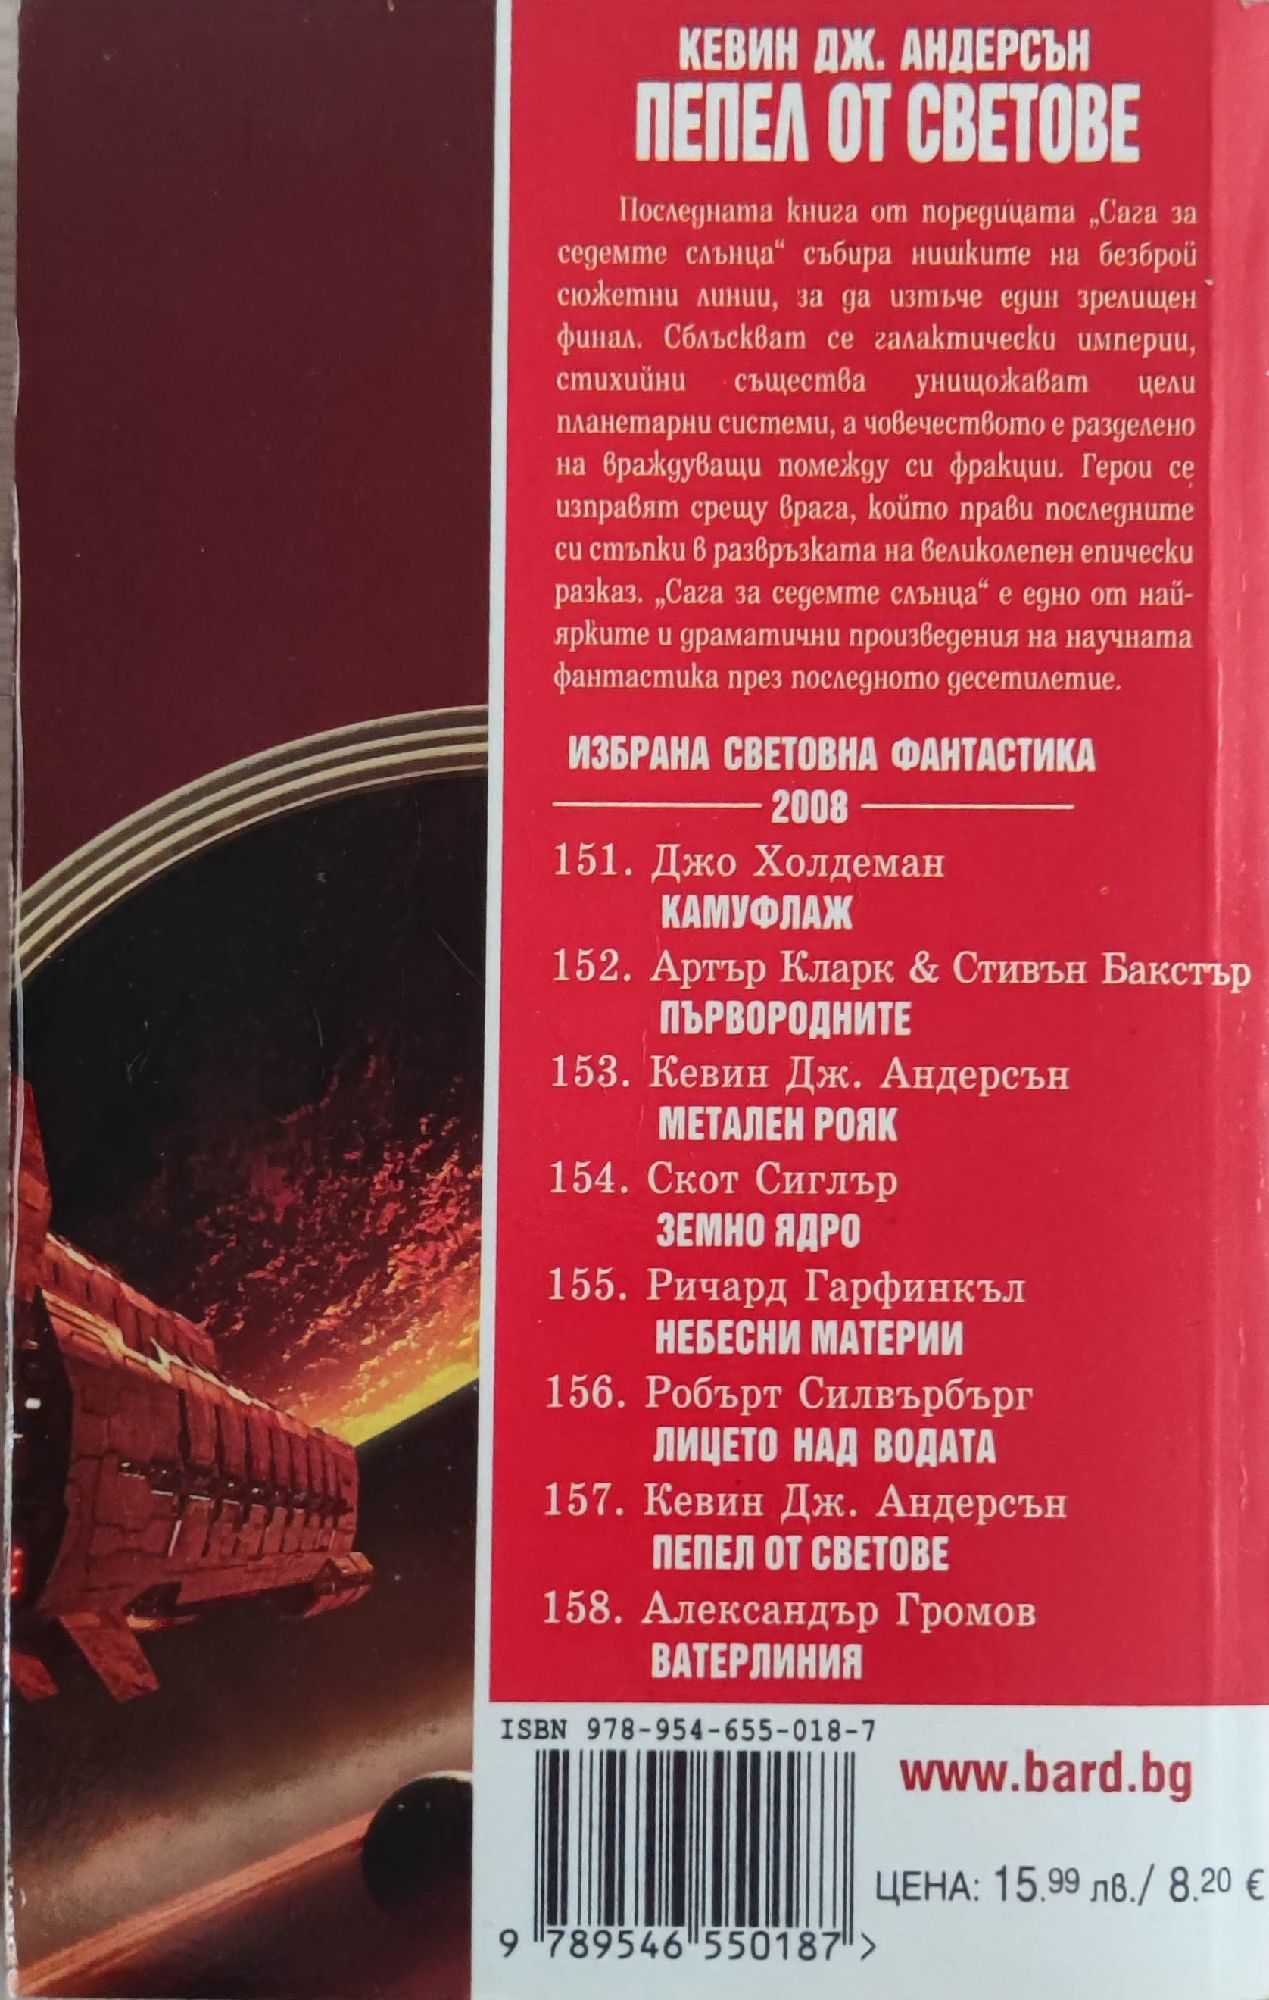 КЕВИН ДЖ. АНДЕРСЪН
ПЕПЕЛ ОТ СВЕТОВЕ
Последната книга от поредицата „Сага за
седемте слънца“ събира нишките на безброй
сюжетни линии, за да изтъче един зрелищен
финал. Сблъскват се галактически империи,
стихийни същества унищожават цели
планетарни системи, а човечеството е разделено
на враждуващи помежду си фракции. Герои се
изправят срещу врага, който прави последните
си стъпки в развръзката на великолепен епически
разказ. „Сага за седемте слънца“ е едно от най-
ярките и драматични произведения на научната
фантастика през последното десетилетие.
ИЗБРАНА СВЕТОВНА ФАНТАСТИКА
2008
151. Джо Холдеман
КАМУФЛАЖ
152. Артър Кларк & Стивън Бакстър
ПЪРВОРОДНИТЕ
153. Кевин Дж. Андерсън
МЕТАЛЕН РОЯК
154. Скот Сиглър
ЗЕМНО ЯДРО
155. Ричард Гарфинкъл
НЕБЕСНИ МАТЕРИИ
156. Робърт Силвърбърг
ЛИЦЕТО НАД ВОДАТА
157. Кевин Дж. Андерсън
ПЕПЕЛ ОТ СВЕТОВЕ
158. Александър Громов
ВАТЕРЛИНИЯ
ISBN 978-954-655-018-7
www.bard.bg
ЦЕНА: 15.99 лв./ 8.20 €
9 789546 550187 >